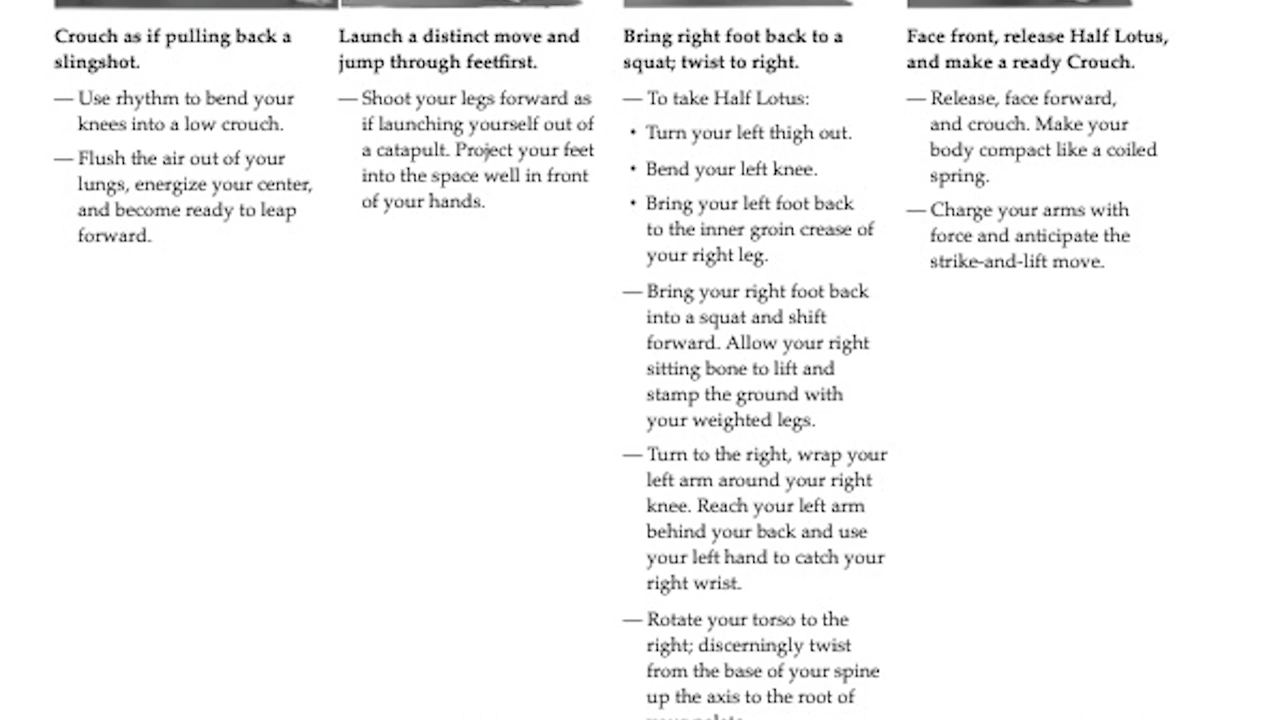 Crouch as if pulling back a
slingshot.
— Use rhythm to bend your
knees into a low crouch.
— Flush the air out of your
lungs, energize your center,
and become ready to leap
forward.
Launch a distinct move and
jump through feetfirst.
— Shoot your legs forward as
if launching yourself out of
a catapult. Project your feet
into the space well in front
of your hands.
Bring right foot back to a
squat; twist to right.
— To take Half Lotus:
• Turn your left thigh out.
• Bend your left knee.
• Bring your left foot back
to the inner groin crease of
your right leg.
— Bring your right foot back
into a squat and shift
forward. Allow your right
sitting bone to lift and
stamp the ground with
your weighted legs.
— Turn to the right, wrap your
left arm around your right
knee. Reach your left arm
behind your back and use
your left hand to catch your
right wrist.
— Rotate your torso to the
right; discerningly twist
from the base of your spine
up the axis to the root of
Face front, release Half Lotus,
and make a ready Crouch.
— Release, face forward,
and crouch. Make your
body compact like a coiled
spring.
— Charge your arms with
force and anticipate the
strike-and-lift move.